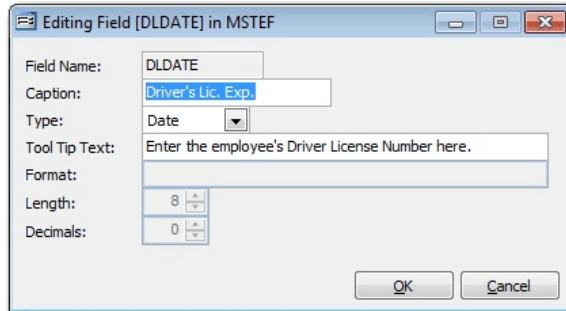 Editing Field [DLDATE] in MSTEF
Field Name: DLDATE
Caption: Driver's Lic. Exp.
Type: Date
Tool Tip Text: Enter the employee's Driver License Number here.
Format:
Length: 8
Decimals: 0
OK Cancel